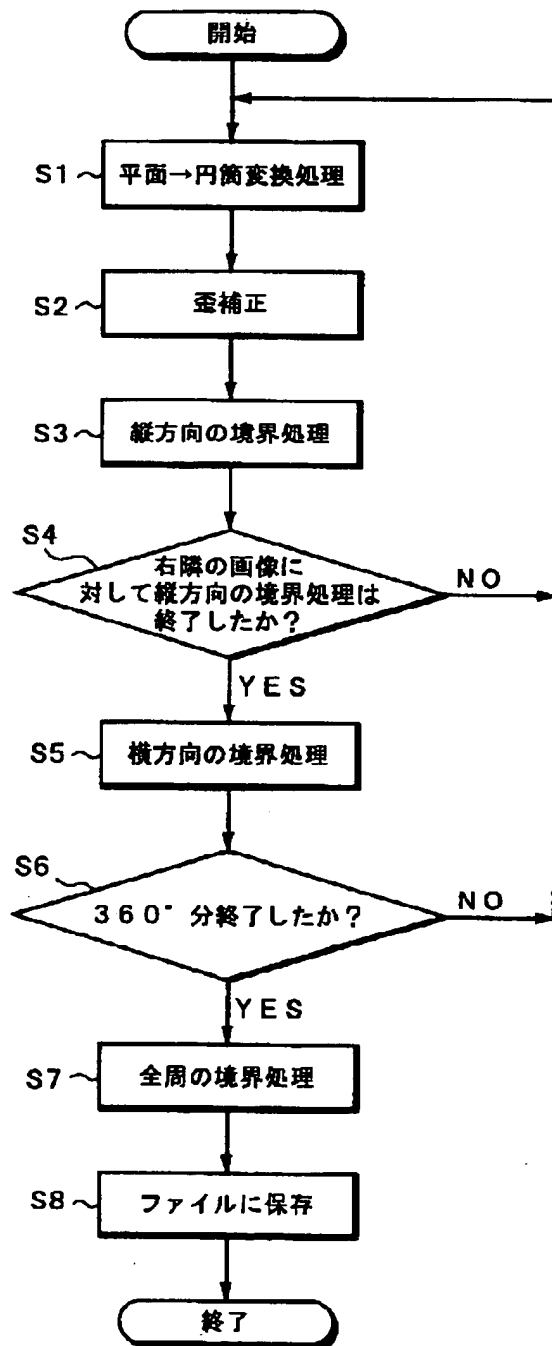 開始
S1
平面→円筒変換処理
S2
歪補正
S3
縦方向の境界処理
S4
右隣の画像に
対して縦方向の境界処理は
終了したか？
NO
YES
S5
横方向の境界処理
S6
360°分終了したか？
NO
YES
S7
全周の境界処理
S8
ファイルに保存
終了